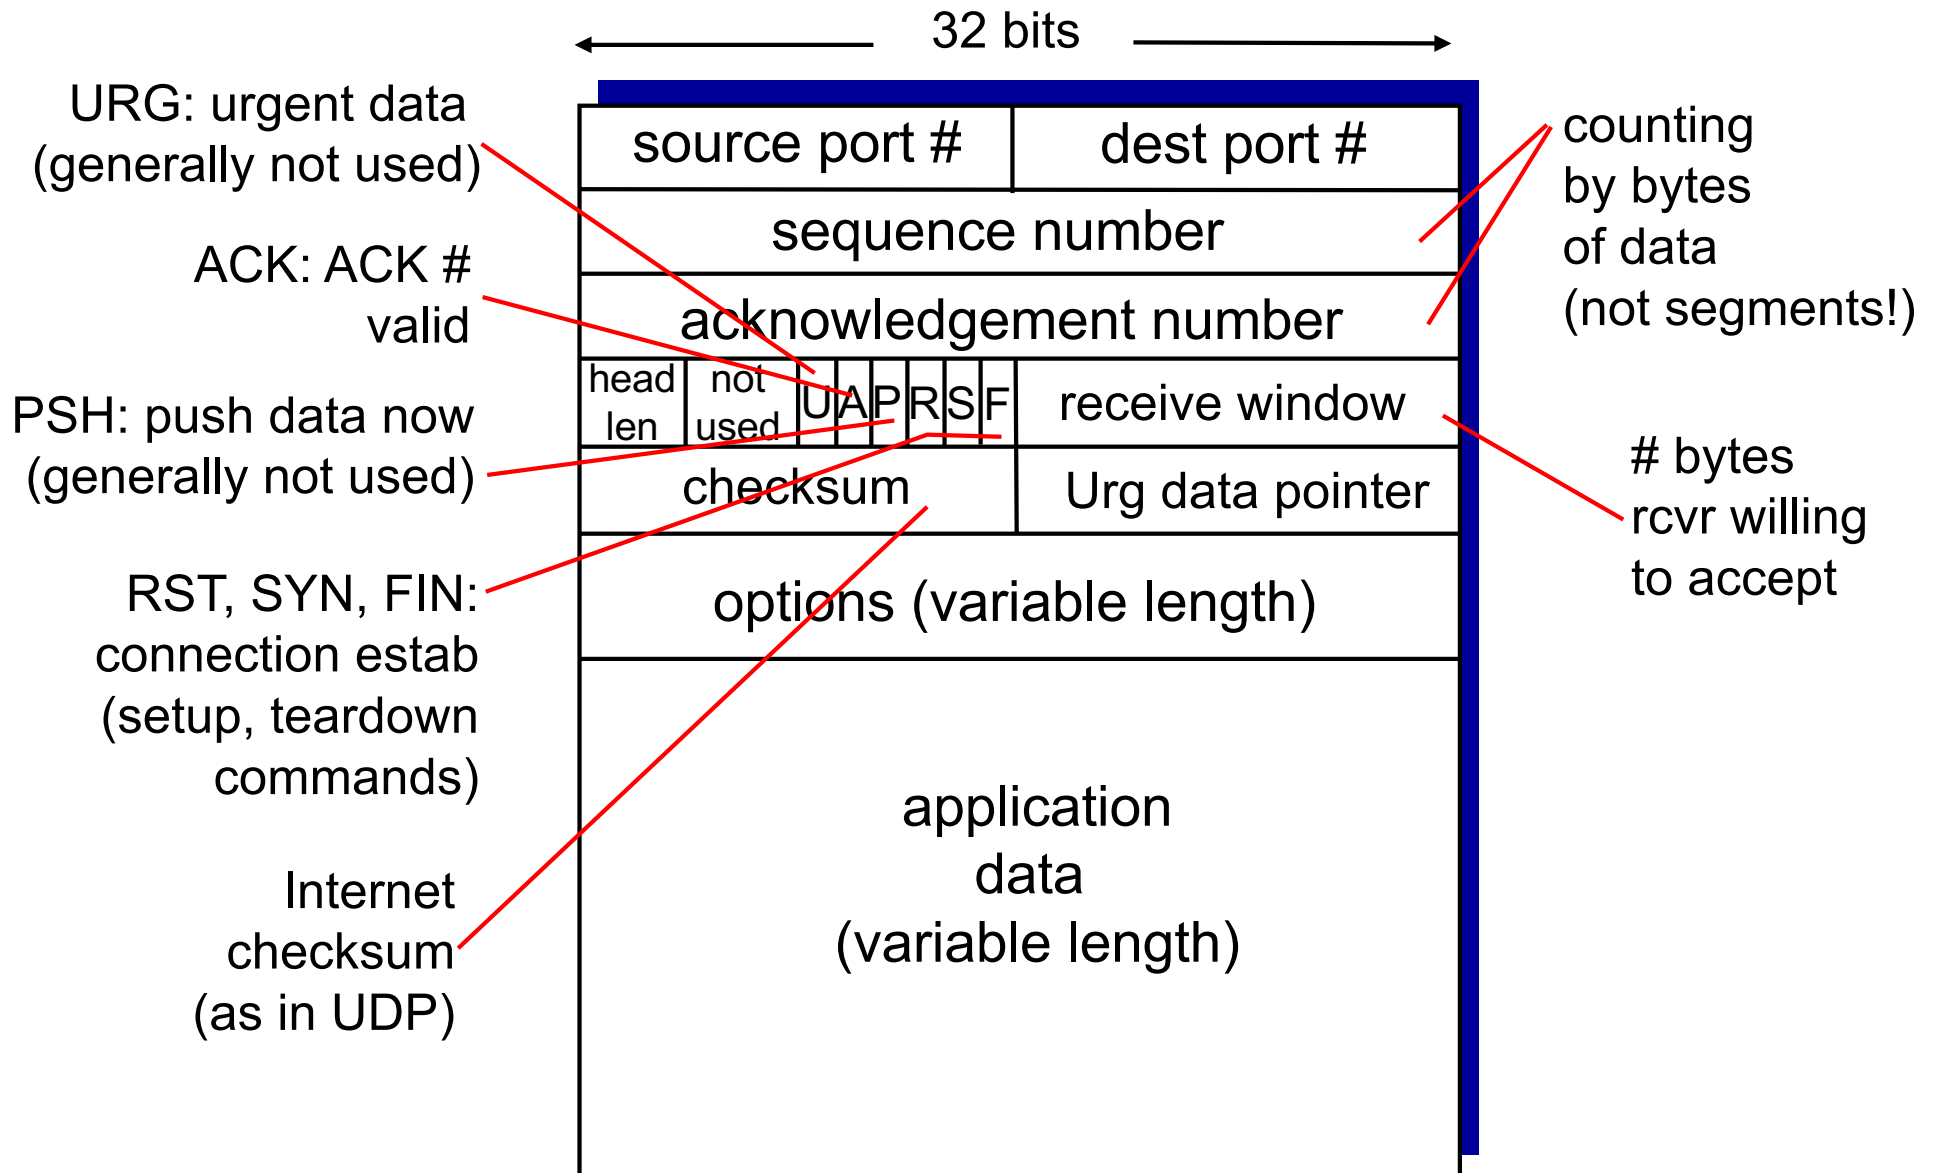 32 bits
URG: urgent data
(generally not used)
ACK: ACK #
valid
PSH: push data now
(generally not used)
RST, SYN, FIN:
connection estab
(setup, teardown
commands)
Internet
checksum
(as in UDP)
source port #
dest port #
sequence number
acknowledgement number
head
len
not
used
U
A
P
R
S
F
receive window
checksum
Urg data pointer
options (variable length)
application
data
(variable length)
counting
by bytes
of data
(not segments!)
# bytes
rcvr willing
to accept